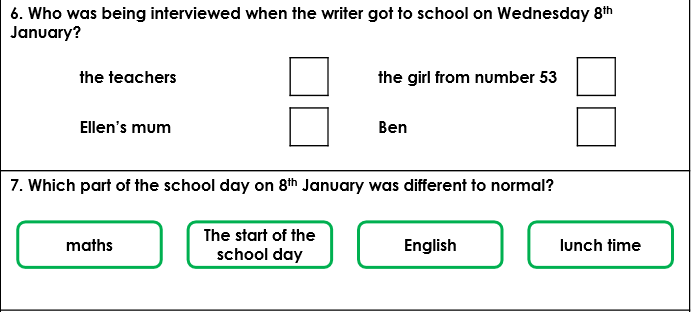 6. Who was being interviewed when the writer got to school on Wednesday 8th
January?
the teachers
the girl from number 53
Ellen’s mum
Ben
7. Which part of the school day on 8th January was different to normal?
maths
The start of the
school day
English
lunch time